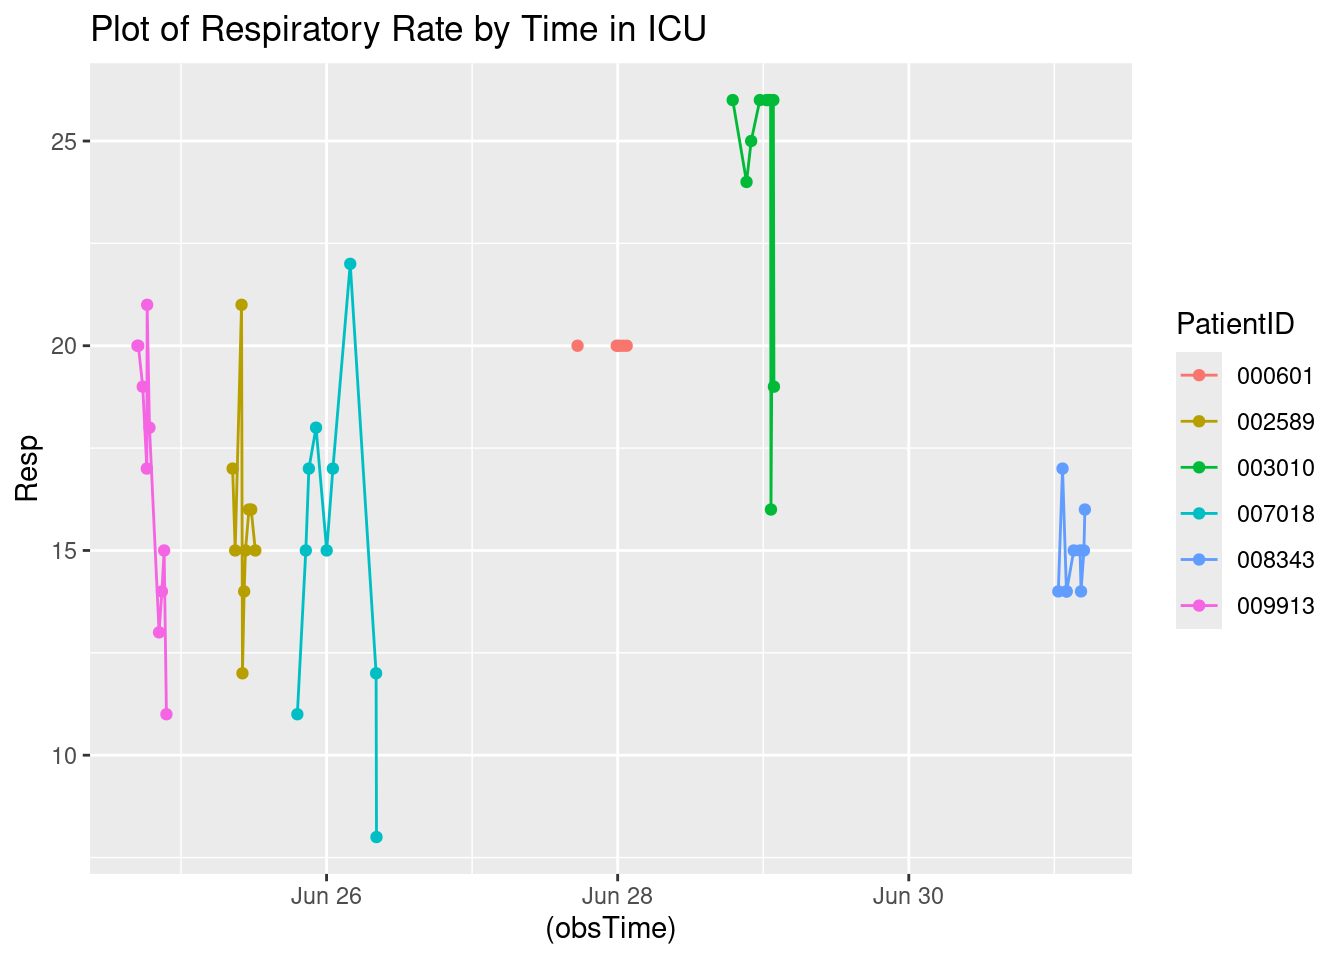 Plot of Respiratory Rate by Time in ICU
Resp
25
20
15
10
Jun 26
Jun 28
Jun 30
(obsTime)
PatientID
000601
002589
003010
007018
008343
009913